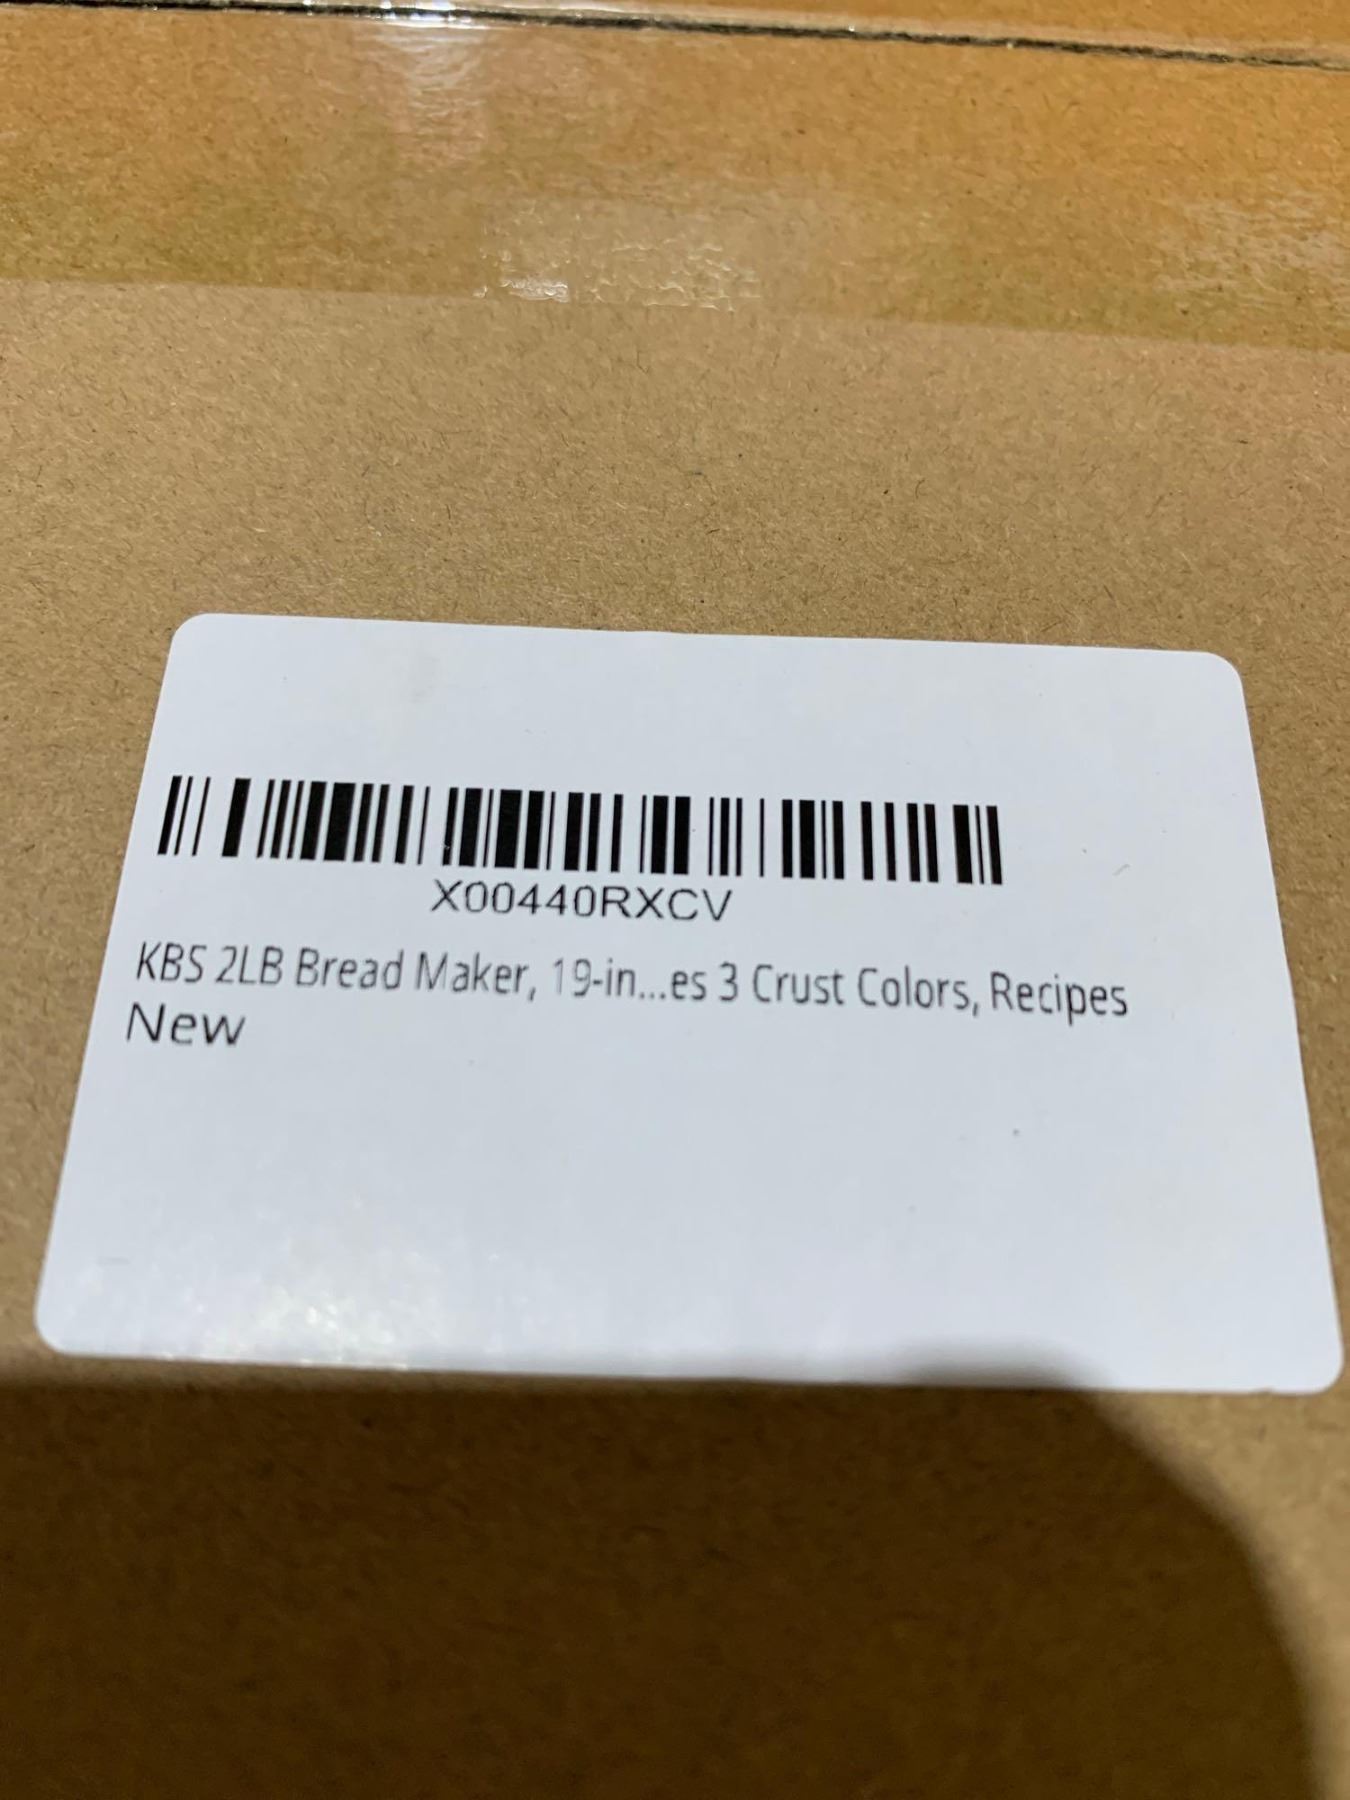 X00440RXCV
KBS 2LB Bread Maker, 19-in...es 3 Crust Colors, Recipes
New